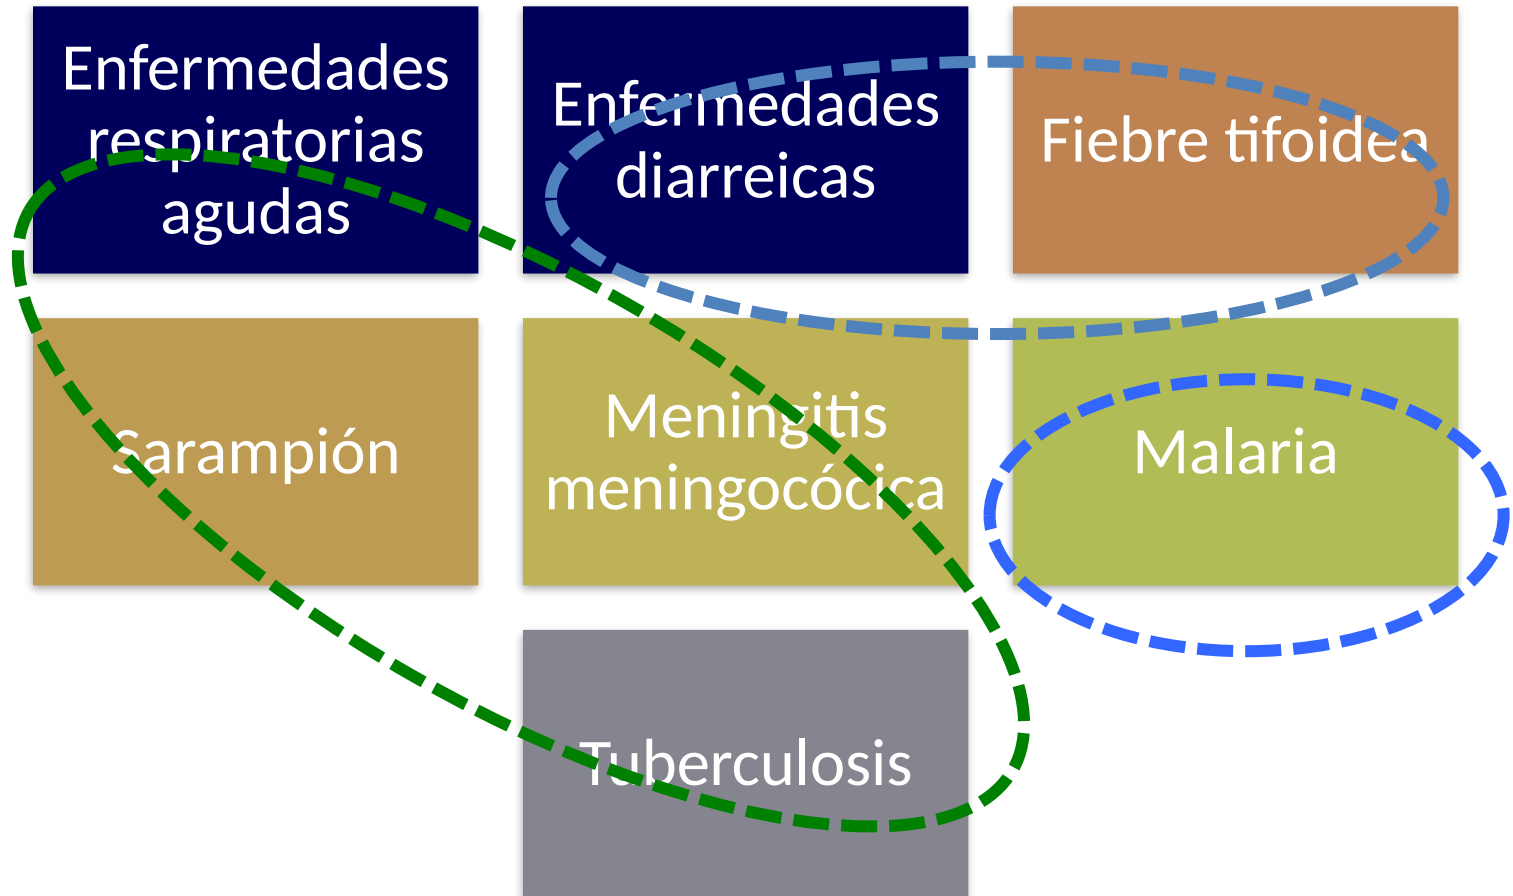 Enfermedades
respiratorias
agudas
Enfermedades
diarreicas
Fiebre tifoidea
Sarampión
Meningitis
meningocócica
Malaria
Tuberculosis